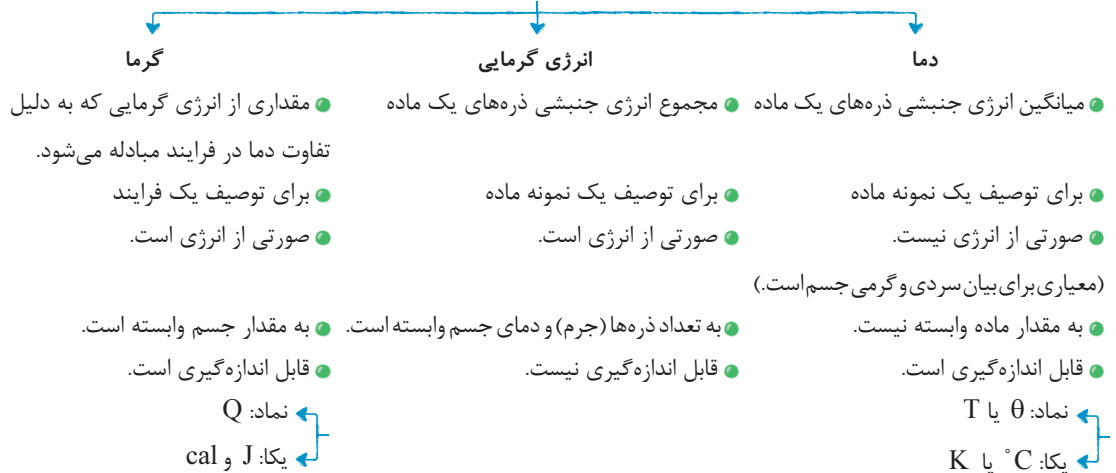 دما
میانگین انرژی جنبشی ذره‌های یک ماده
برای توصیف یک نمونه ماده
صورتی از انرژی نیست.
(معیاری برای بیان سردی و گرمی جسم است.)
به مقدار ماده وابسته نیست.
قابل اندازه‌گیری است.
نماد: θ یا T
یکا: °C یا K
انرژی گرمایی
مجموع انرژی جنبشی ذره‌های یک ماده
برای توصیف یک نمونه ماده
صورتی از انرژی است.
به تعداد ذره‌ها (جرم) و دمای جسم وابسته است.
قابل اندازه‌گیری نیست.
گرما
مقداری از انرژی گرمایی که به دلیل
تفاوت دما در فرایند مبادله می‌شود.
برای توصیف یک فرایند
صورتی از انرژی است.
به مقدار جسم وابسته است.
قابل اندازه‌گیری است.
نماد: Q
یکا: J و cal